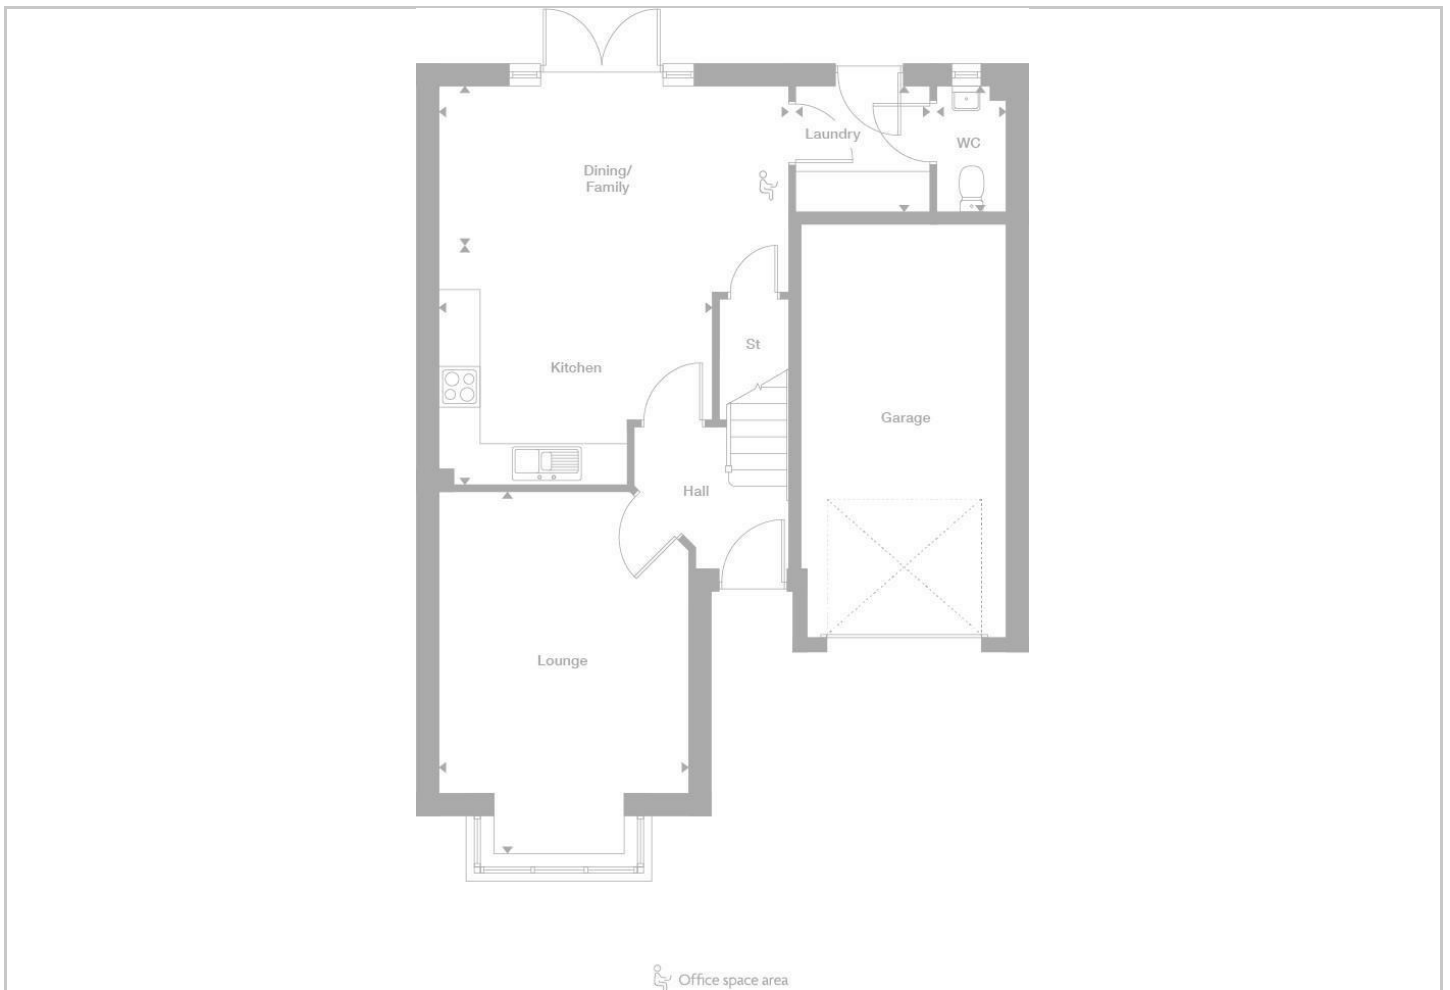 Laundry
WC
Dining/
Family
St
Kitchen
Garage
Hall
Lounge
Office space area